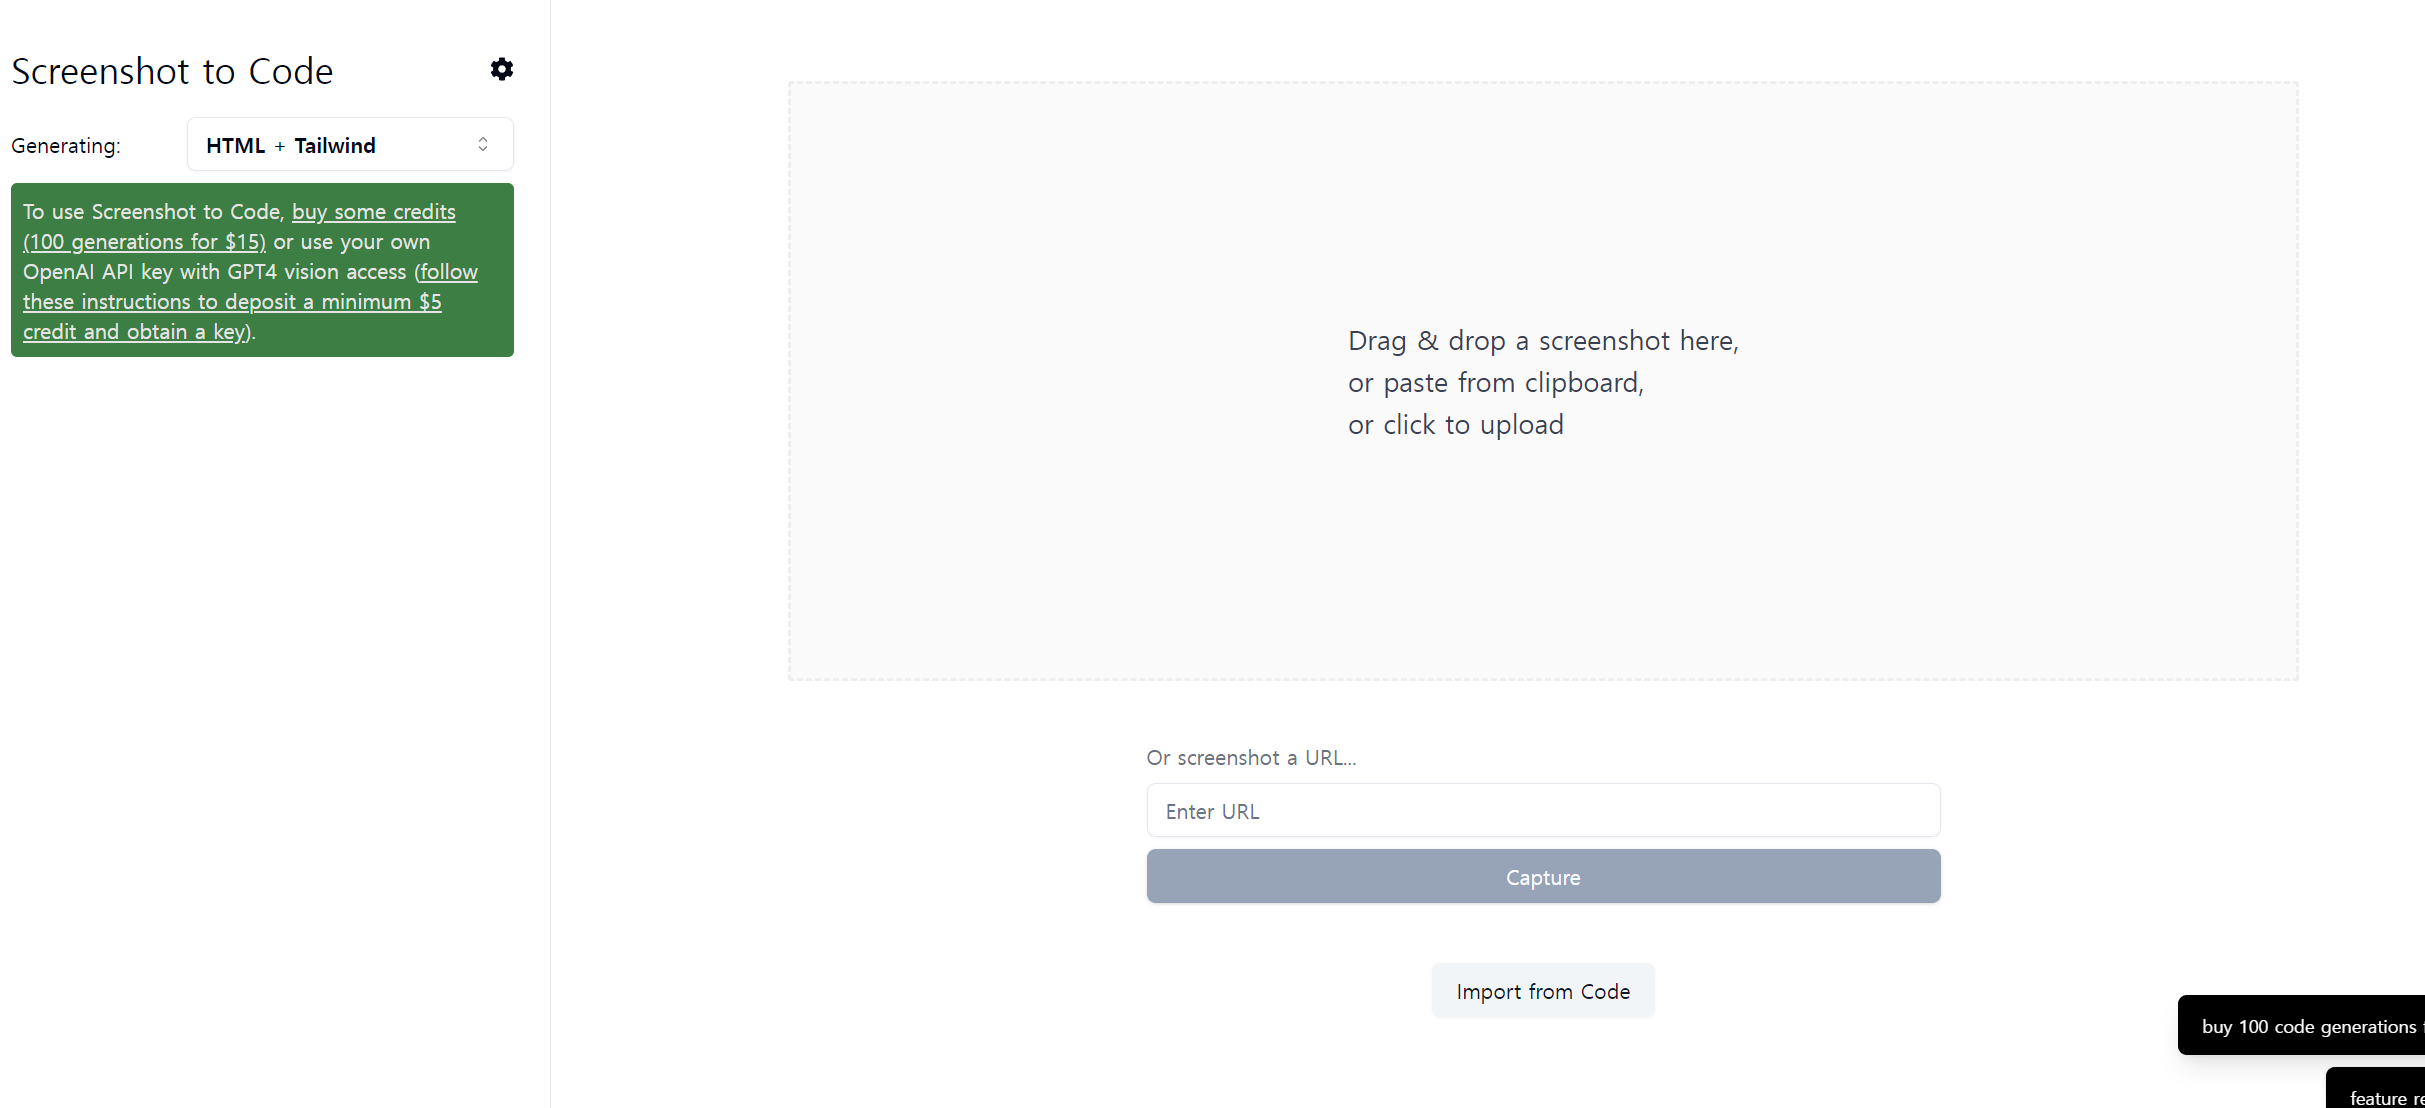 Screenshot to Code
Generating:
HTML + Tailwind
To use Screenshot to Code, buy some credits
(100 generations for $15) or use your own
OpenAI API key with GPT4 vision access (follow
these instructions to deposit a minimum $5
credit and obtain a key).
Drag & drop a screenshot here,
or paste from clipboard,
or click to upload
Or screenshot a URL...
Enter URL
Capture
Import from Code
buy 100 code generations
feature